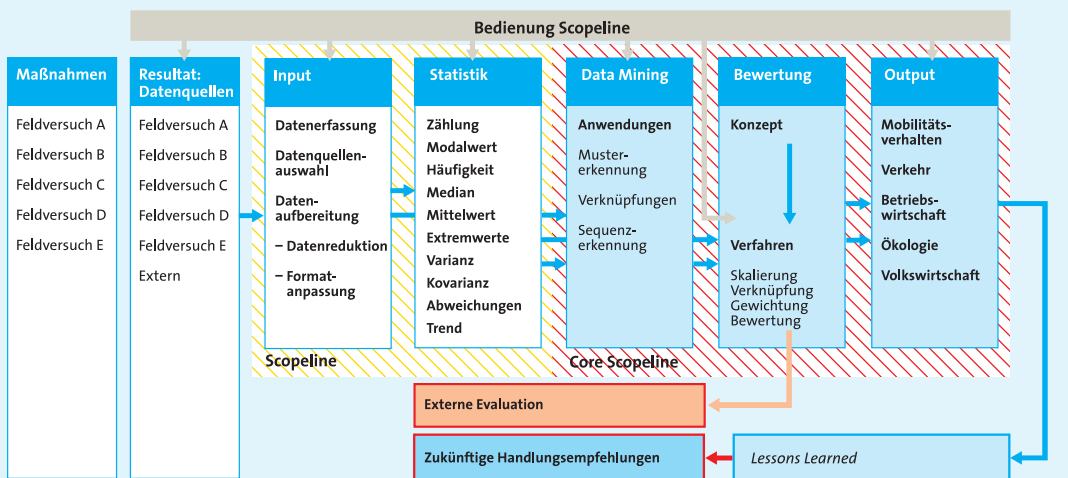 Bedienung Scopeline
Maßnahmen
Feldversuch A
Feldversuch B
Feldversuch C
Feldversuch D
Feldversuch E
Resultat:
Datenquellen
Feldversuch A
Feldversuch B
Feldversuch C
Feldversuch D
Feldversuch E
Extern
Input
Datenerfassung
Datenquellen-
auswahl
Daten-
aufbereitung
– Datenreduktion
– Format-
anpassung
Statistik
Zählung
Modalwert
Häufigkeit
Median
Mittelwert
Extremwerte
Varianz
Kovarianz
Abweichungen
Trend
Scopeline
Data Mining
Anwendungen
Muster-
erkennung
Verknüpfungen
Sequenz-
erkennung
Bewertung
Konzept
Verfahren
Skalierung
Verknüpfung
Gewichtung
Bewertung
Output
Mobilitäts-
verhalten
Verkehr
Betriebs-
wirtschaft
Ökologie
Volkswirtschaft
Core Scopeline
Externe Evaluation
Zukünftige Handlungsempfehlungen
Lessons Learned